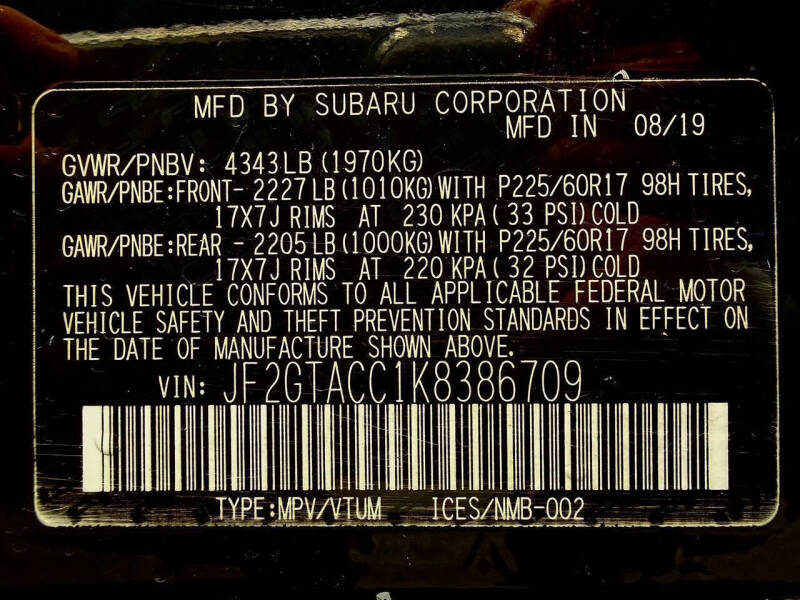 MFD BY SUBARU CORPORATION
MFD IN 08/19
GVWR/PNBV: 4343LB (1970KG)
GAWR/PNBE:FRONT- 2227 LB (1010KG) WITH P225/60R17 98H TIRES,
17X7J RIMS AT 230 KPA ( 33 PSI) COLD
GAWR/PNBE:REAR - 2205 LB (1000KG) WITH P225/60R17 98H TIRES,
17X7J RIMS AT 220 KPA ( 32 PSI) COLD
THIS VEHICLE CONFORMS TO ALL APPLICABLE FEDERAL MOTOR
VEHICLE SAFETY AND THEFT PREVENTION STANDARDS IN EFFECT ON
THE DATE OF MANUFACTURE SHOWN ABOVE.
VIN: JF2GTACC1K8386709
TYPE:MPV/VTUM ICES/NMB-002